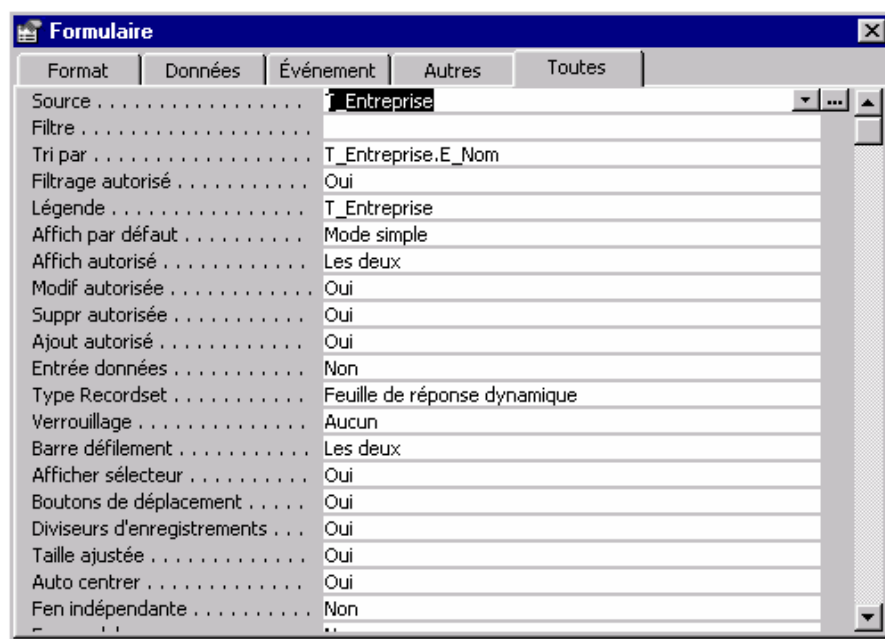 Formulaire
Format Données Événement Autres Toutes
Source . . . . . . . . . . . . . . . . . T_Entreprise
Filtre . . . . . . . . . . . . . . . . . . .
Tri par . . . . . . . . . . . . . . . . . . T_Entreprise.E_Nom
Filtrage autorisé . . . . . . . . . . . Oui
Légende . . . . . . . . . . . . . . . . T_Entreprise
Affich par défaut . . . . . . . . . . Mode simple
Affich autorisé . . . . . . . . . . . . Les deux
Modif autorisée . . . . . . . . . . . . Oui
Suppr autorisée . . . . . . . . . . . Oui
Ajout autorisé . . . . . . . . . . . . Oui
Entrée données . . . . . . . . . . . Non
Type Recordset . . . . . . . . . . . Feuille de réponse dynamique
Verrouillage . . . . . . . . . . . . . . Aucun
Barre défilement . . . . . . . . . . . Les deux
Afficher sélecteur . . . . . . . . . . Oui
Boutons de déplacement . . . . . Oui
Diviseurs d'enregistrements . . . Oui
Taille ajustée . . . . . . . . . . . . . Oui
Auto centrer . . . . . . . . . . . . . Oui
Fen indépendante . . . . . . . . . . Non